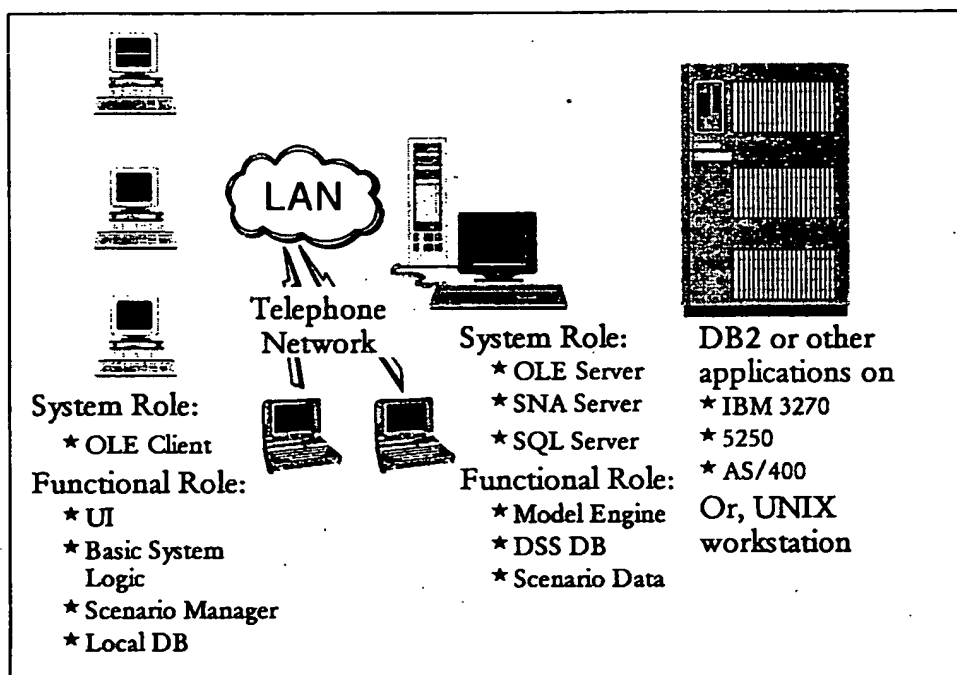 LAN
Telephone
Network
System Role:
★ OLE Client
Functional Role:
★ UI
★ Basic System
Logic
★ Scenario Manager
★ Local DB
System Role:
★ OLE Server
★ SNA Server
★ SQL Server
Functional Role:
★ Model Engine
★ DSS DB
★ Scenario Data
DB2 or other
applications on
★ IBM 3270
★ 5250
★ AS/400
Or, UNIX
workstation